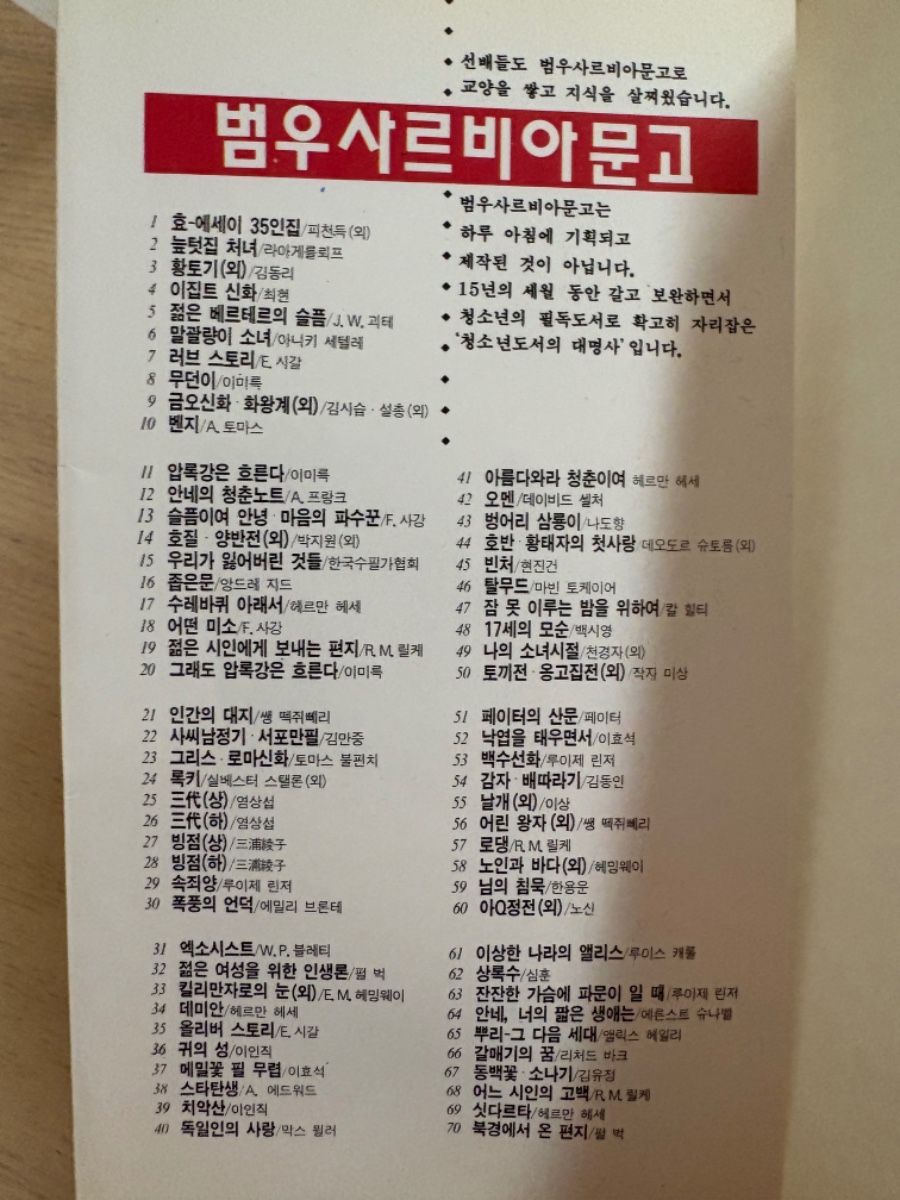 선배들도 범우사르비아문고로
교양을 쌓고 지식을 살찌웠습니다.
범우사르비아문고
범우사르비아문고는
하루 아침에 기획되고
제작된 것이 아닙니다.
15년의 세월 동안 갈고 보완하면서
청소년의 필독도서로 확고히 자리잡은
'청소년도서의 대명사'입니다.
1 효-에세이 35인집/피천득(외)
2 늪텃집 처녀/라아게를뢰프
3 황토기(외)/김동리
4 이집트 신화/최현
5 젊은 베르테르의 슬픔/J. W. 괴테
6 말괄량이 소녀/아니키 세텔레
7 러브 스토리/E. 시갈
8 무던이/이미륵
9 금오신화·화왕계(외)/김시습·설총(외)
10 벤지/A. 토마스
11 압록강은 흐른다/이미륵
12 안네의 청춘노트/A. 프랑크
13 슬픔이여 안녕·마음의 파수꾼/F. 사강
14 호질·양반전(외)/박지원(외)
15 우리가 잃어버린 것들/한국수필가협회
16 좁은문/앙드레 지드
17 수레바퀴 아래서/헤르만 헤세
18 어떤 미소/F. 사강
19 젊은 시인에게 보내는 편지/R. M. 릴케
20 그래도 압록강은 흐른다/이미륵
21 인간의 대지/쌩 떽쥐뻬리
22 사씨남정기·서포만필/김만중
23 그리스·로마신화/토마스 불핀치
24 록키/실베스터 스탤론(외)
25 三代(상)/염상섭
26 三代(하)/염상섭
27 빙점(상)/三浦綾子
28 빙점(하)/三浦綾子
29 속죄양/루이제 린저
30 폭풍의 언덕/에밀리 브론테
31 엑소시스트/W. P. 블레티
32 젊은 여성을 위한 인생론/펄 벅
33 킬리만자로의 눈(외)/E. M. 헤밍웨이
34 데미안/헤르만 헤세
35 올리버 스토리/E. 시갈
36 귀의 성/이인직
37 메밀꽃 필 무렵/이효석
38 스타탄생/A. 에드워드
39 치악산/이인직
40 독일인의 사랑/막스 뮐러
41 아름다와라 청춘이여 헤르만 헤세
42 오멘/데이비드 셀처
43 벙어리 삼룡이/나도향
44 호반·황태자의 첫사랑 데오도르 슈토름(외)
45 빈처/현진건
46 탈무드/마빈 토케이어
47 잠 못 이루는 밤을 위하여/칼 힐티
48 17세의 모순/백시영
49 나의 소녀시절/천경자(외)
50 토끼전·옹고집전(외)/작자 미상
51 페이터의 산문/페이터
52 낙엽을 태우면서/이효석
53 백수선화/루이제 린저
54 감자·배따라기/김동인
55 날개(외)/이상
56 어린 왕자(외)/쌩 떽쥐뻬리
57 로댕/R. M. 릴케
58 노인과 바다(외)/헤밍웨이
59 님의 침묵/한용운
60 아Q정전(외)/노신
61 이상한 나라의 앨리스/루이스 캐롤
62 상록수/심훈
63 잔잔한 가슴에 파문이 일 때/루이제 린저
64 안네, 너의 짧은 생애는/에른스트 슈나벨
65 뿌리-그 다음 세대/앨릭스 헤일리
66 갈매기의 꿈/리처드 바크
67 동백꽃·소나기/김유정
68 어느 시인의 고백/R. M. 릴케
69 싯다르타/헤르만 헤세
70 북경에서 온 편지/펄 벅